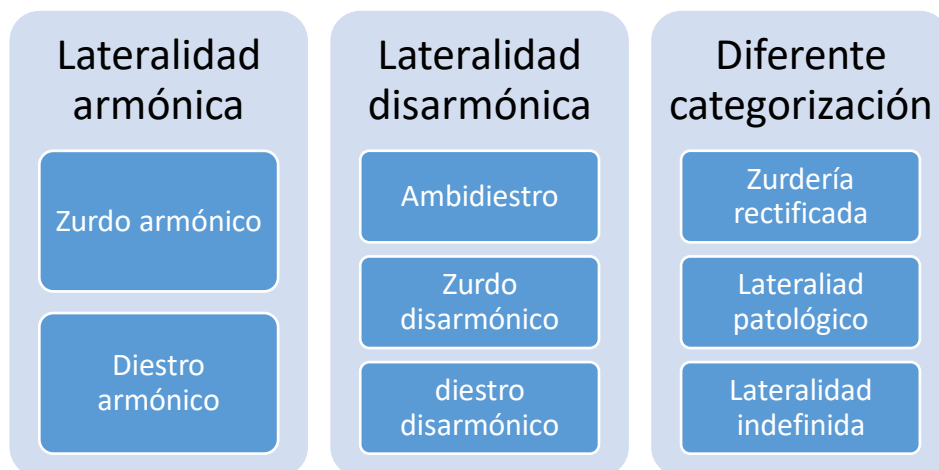 Lateralidad
armónica
Zurdo armónico
Diestro
armónico
Lateralidad
disarmónica
Ambidiestro
Zurdo
disarmónico
diestro
disarmónico
Diferente
categorización
Zurdería
rectificada
Lateraliad
patológico
Lateralidad
indefinida